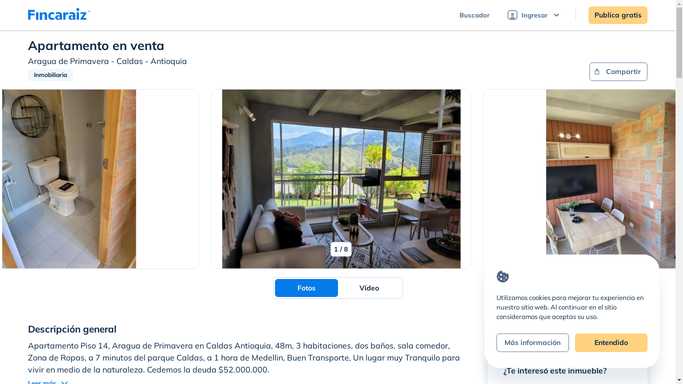 Fincaraiz
Buscador
Ingresar
Publica gratis
Apartamento en venta
Aragua de Primavera - Caldas - Antioquia
Inmobiliaria
Compartir
1 / 8
Fotos
Video
Descripción general
Apartamento Piso 14, Aragua de Primavera en Caldas Antioquia, 48m, 3 habitaciones, dos baños, sala comedor,
Zona de Ropas, a 7 minutos del parque Caldas, a 1 hora de Medellin, Buen Transporte, Un lugar muy Tranquilo para
vivir en medio de la naturaleza. Cedemos la deuda $52.000.000.
Leer más
Utilizamos cookies para mejorar tu experiencia en
nuestro sitio web. Al continuar en el sitio
consideramos que aceptas su uso.
Más información
Entendido
¿Te interesó este inmueble?